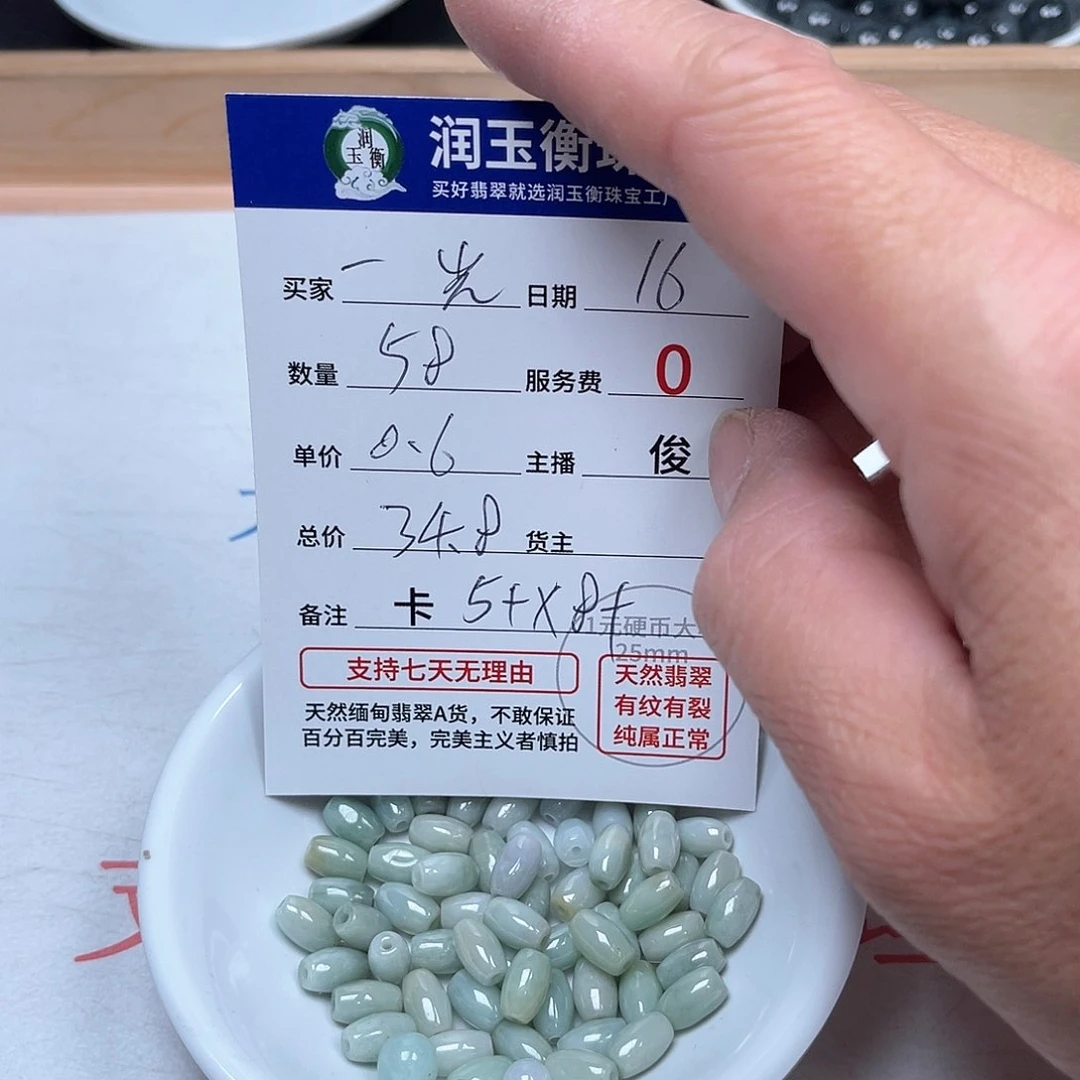 润玉衡
润玉衡
买好翡翠就选润玉衡珠宝工厂
买家 一光 日期 16
数量 58 服务费 0
单价 0.6 主播 俊
总价 34.8 货主
备注 卡 5+X8+
1元硬币大
25mm
支持七天无理由
天然缅甸翡翠A货，不敢保证
百分百完美，完美主义者慎拍
天然翡翠
有纹有裂
纯属正常